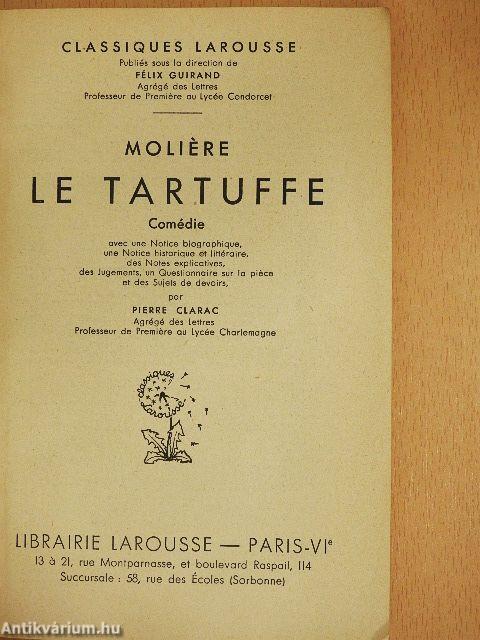 CLASSIQUES LAROUSSE
Publiés sous la direction de
FÉLIX GUIRAND
Agrégé des Lettres
Professeur de Première au Lycée Condorcet
MOLIÈRE
LE TARTUFFE
Comédie
avec une Notice biographique,
une Notice historique et littéraire,
des Notes explicatives,
des Jugements, un Questionnaire sur la pièce
et des Sujets de devoirs,
par
PIERRE CLARAC
Agrégé des Lettres
Professeur de Première au Lycée Charlemagne
classiques
Larousse
LIBRAIRIE LAROUSSE — PARIS-VIe
13 à 21, rue Montparnasse, et boulevard Raspail, 114
Succursale : 58, rue des Écoles (Sorbonne)
Antikvárium.hu